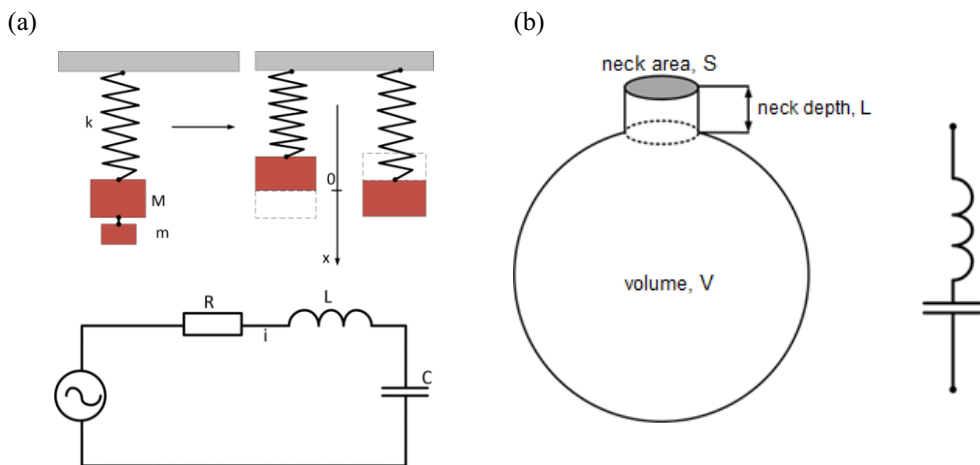 (a)
k
M
m
0
x
R
L
i
C
(b)
neck area, S
neck depth, L
volume, V